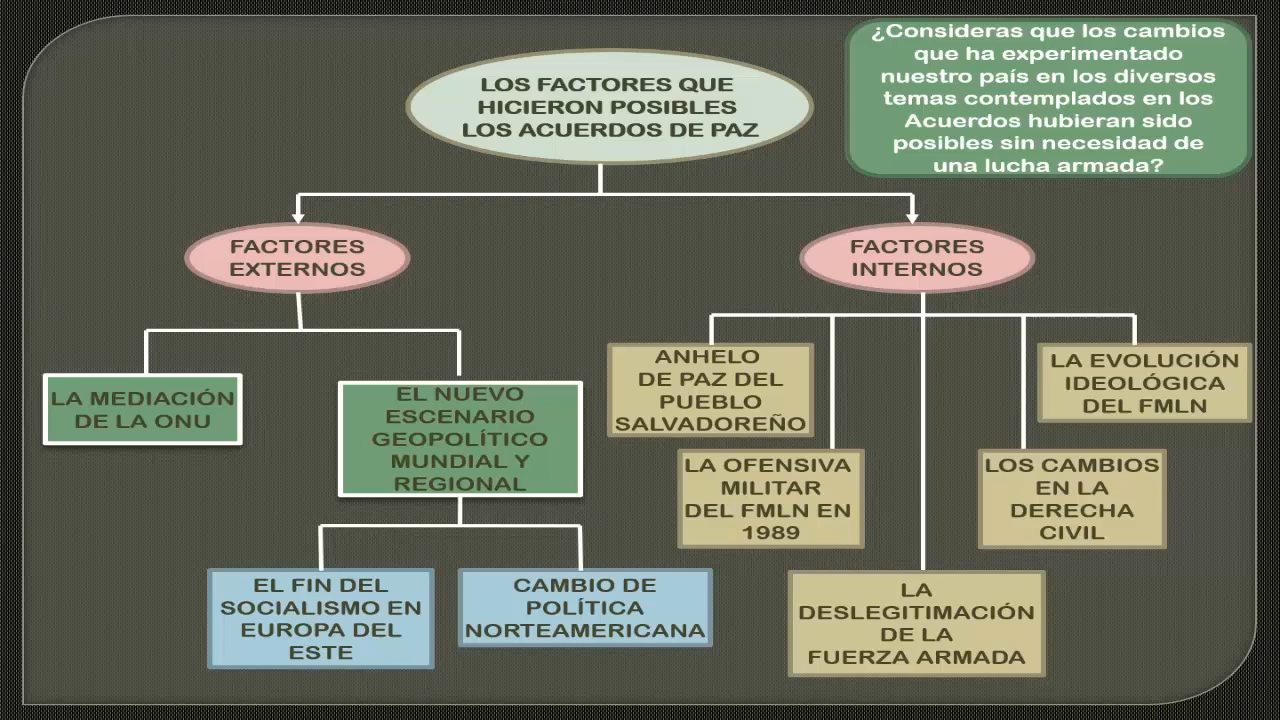 ¿Consideras que los cambios
que ha experimentado
nuestro país en los diversos
temas contemplados en los
Acuerdos hubieran sido
posibles sin necesidad de
una lucha armada?
LOS FACTORES QUE
HICIERON POSIBLES
LOS ACUERDOS DE PAZ
FACTORES
EXTERNOS
FACTORES
INTERNOS
LA MEDIACIÓN
DE LA ONU
EL NUEVO
ESCENARIO
GEOPOLÍTICO
MUNDIAL Y
REGIONAL
EL FIN DEL
SOCIALISMO EN
EUROPA DEL
ESTE
CAMBIO DE
POLÍTICA
NORTEAMERICANA
ANHELO
DE PAZ DEL
PUEBLO
SALVADOREÑO
LA OFENSIVA
MILITAR
DEL FMLN EN
1989
LA
DESLEGITIMACIÓN
DE LA
FUERZA ARMADA
LOS CAMBIOS
EN LA
DERECHA
CIVIL
LA EVOLUCIÓN
IDEOLÓGICA
DEL FMLN